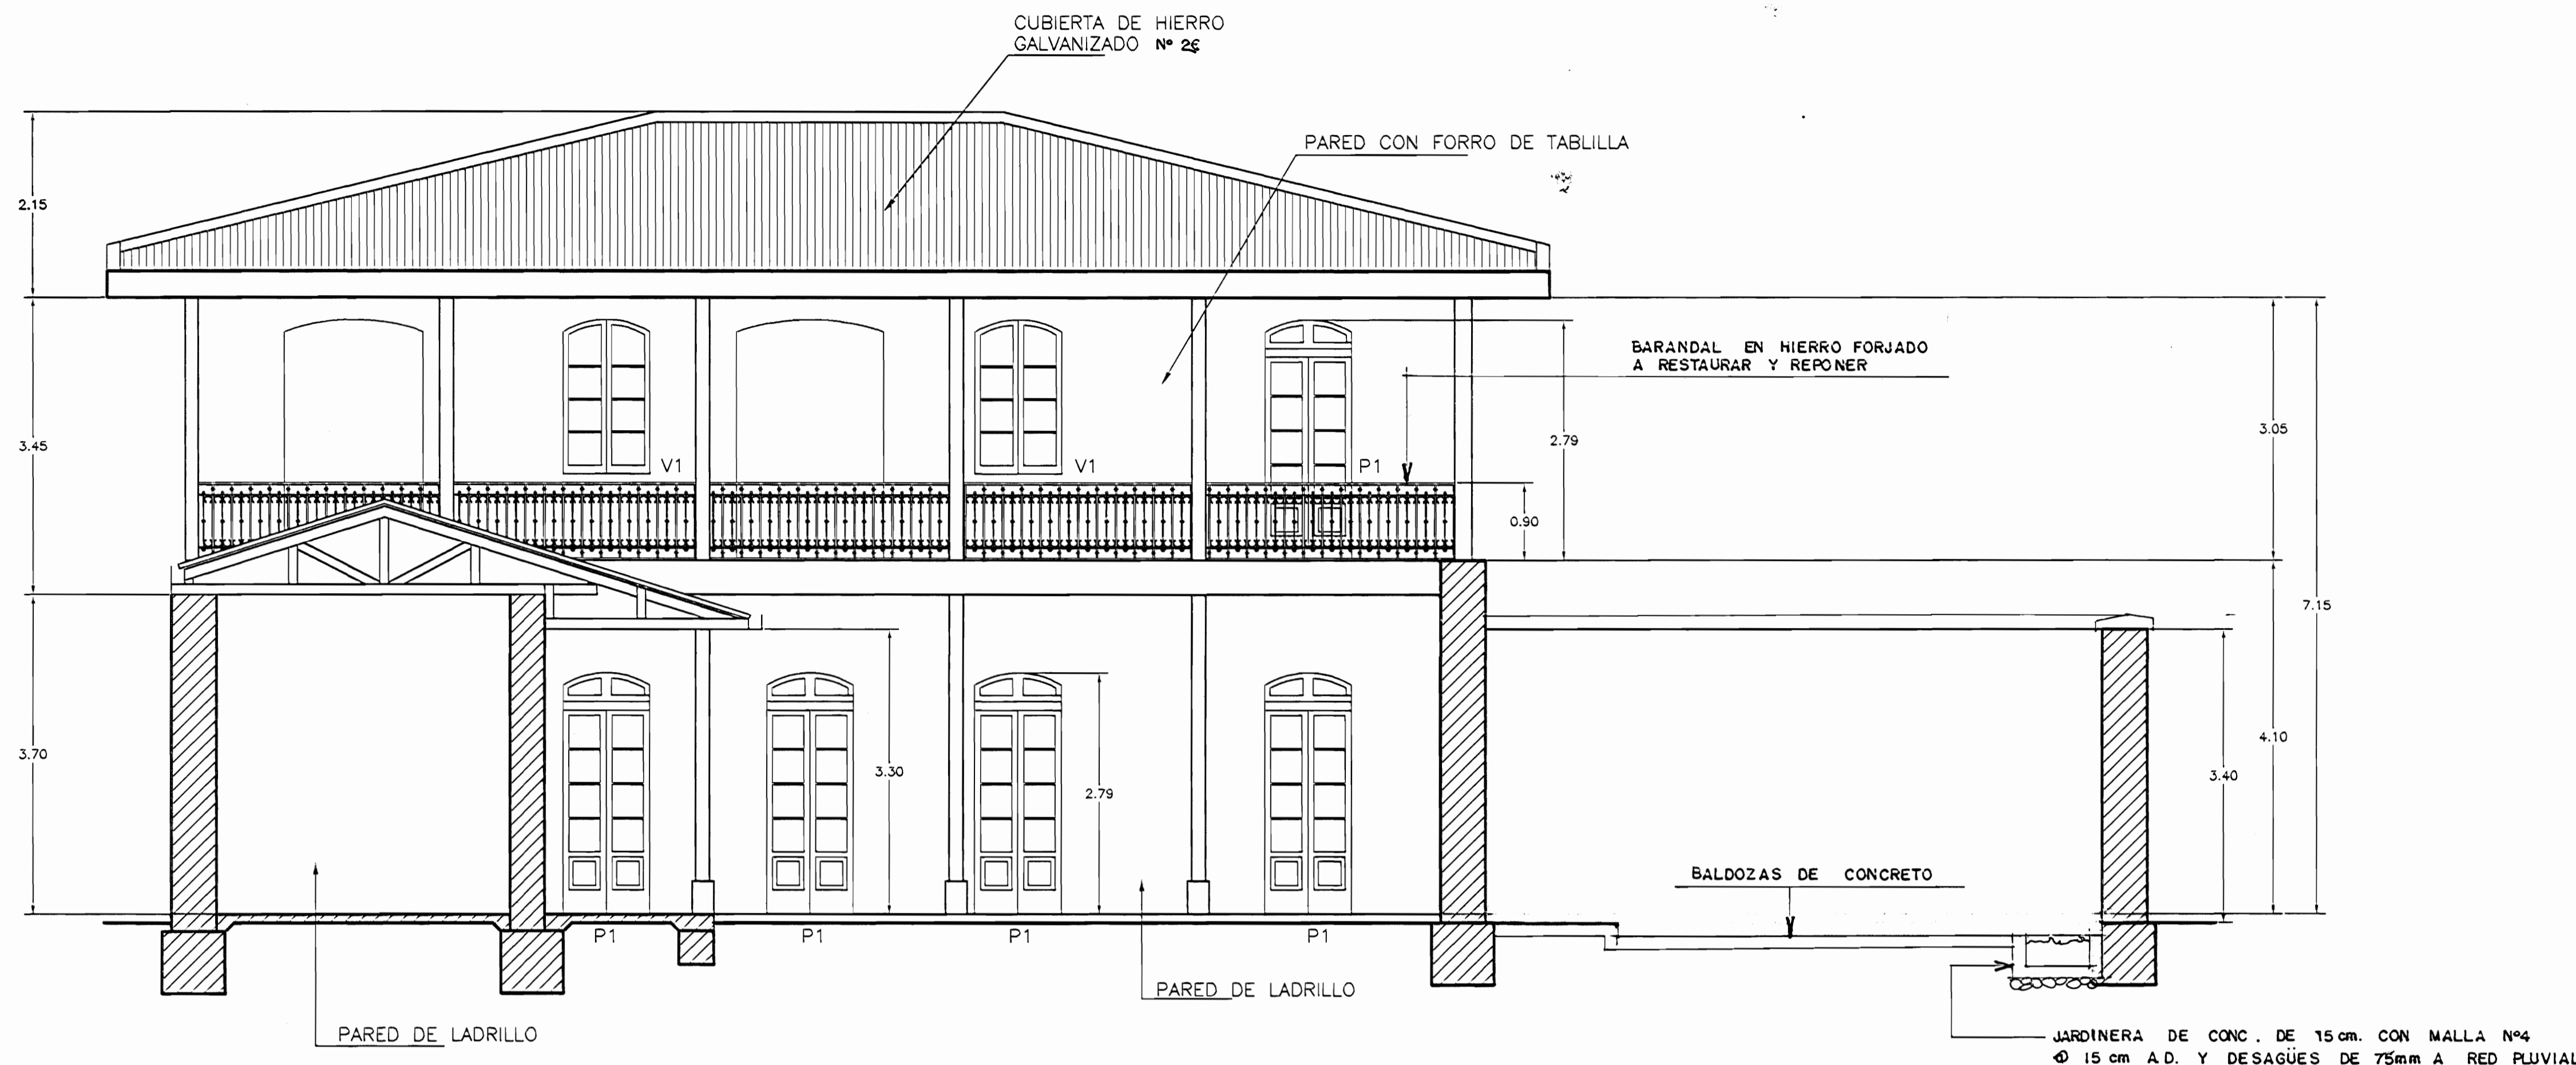 CUBIERTA DE HIERRO
GALVANIZADO Nº 26
PARED CON FORRO DE TABLILLA
2.15
BARANDAL EN HIERRO FORJADO
A RESTAURAR Y REPONER
3.05
2.79
3.45
V1
V1
P1
0.90
7.15
4.10
3.70
3.30
3.40
2.79
BALDOZAS DE CONCRETO
P1
P1
P1
P1
PARED DE LADRILLO
PARED DE LADRILLO
JARDINERA DE CONC. DE 15cm. CON MALLA Nº4
15 cm A.D. Y DESAGÜES DE 75mm A RED PLUVIAL